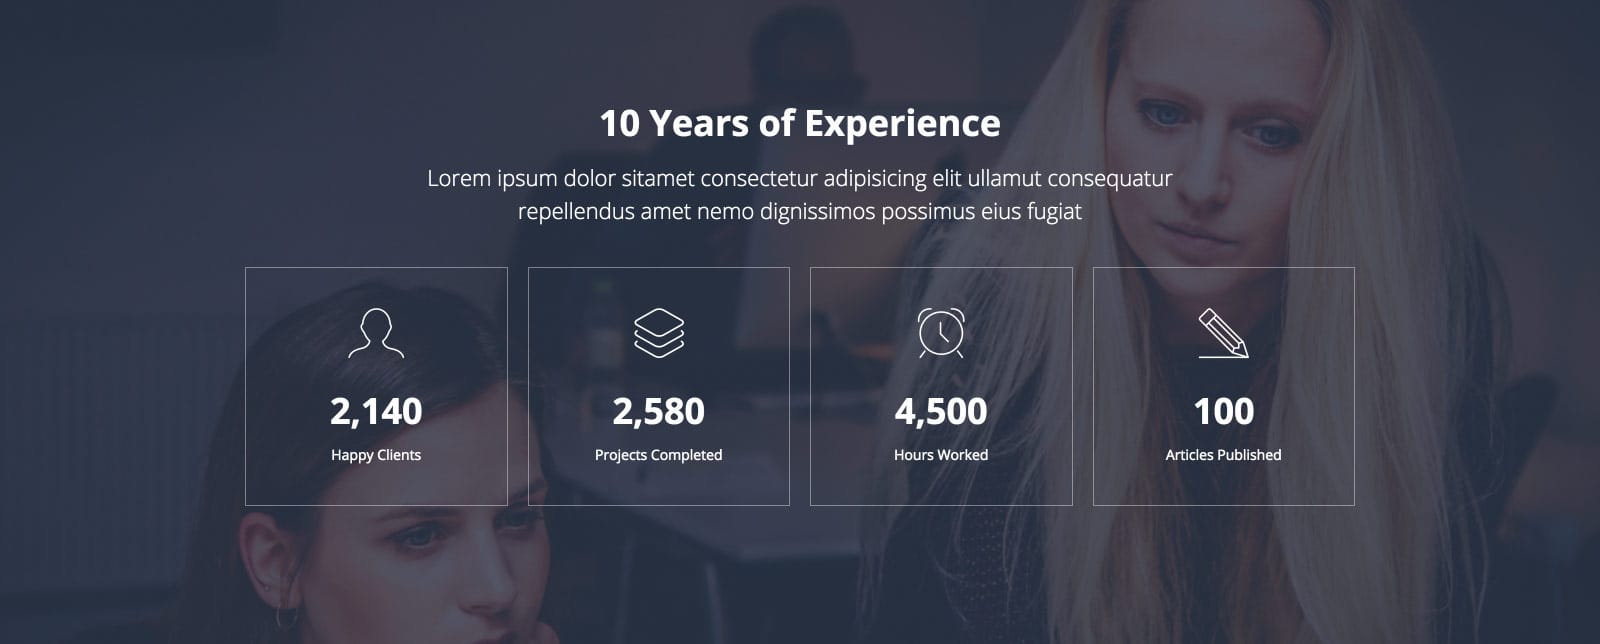 10 Years of Experience
Lorem ipsum dolor sitamet consectetur adipisicing elit ullamut consequatur
repellendus amet nemo dignissimos possimus eius fugiat
2,140
Happy Clients
2,580
Projects Completed
4,500
Hours Worked
100
Articles Published